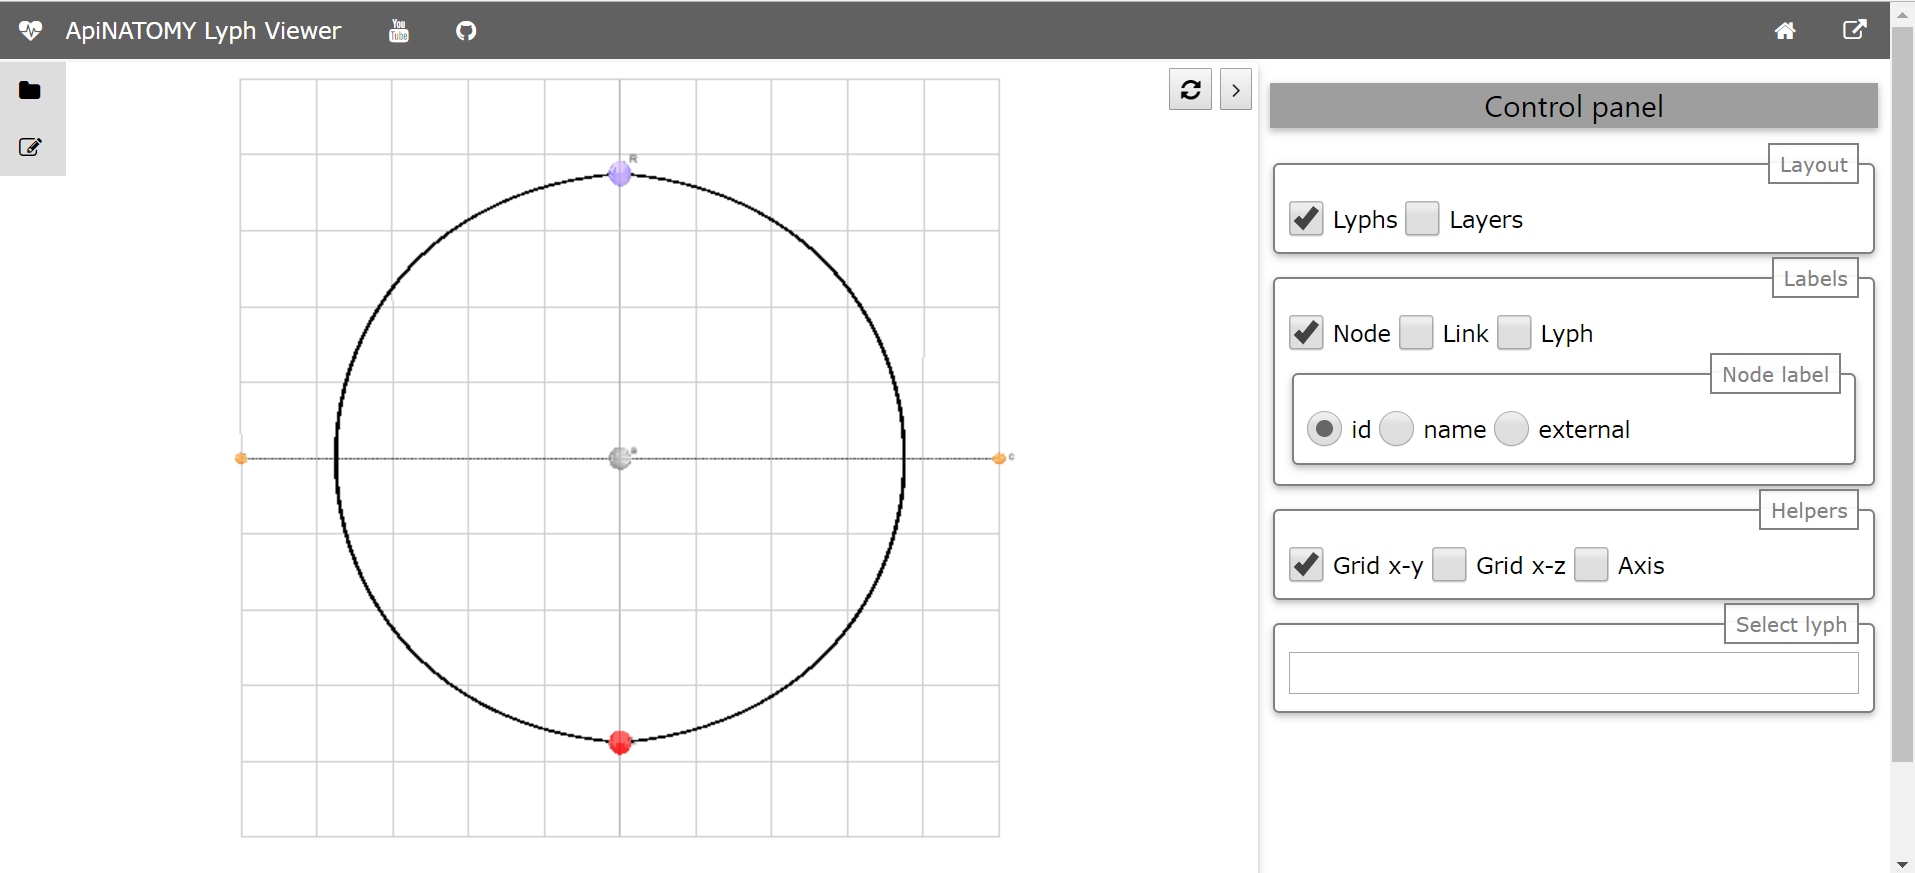 ApiNATOMY Lyph Viewer
You
Tube
R
Control panel
Layout
Lyphs Layers
Labels
Node Link Lyph
Node label
id name external
Helpers
Grid x-y Grid x-z Axis
Select lyph